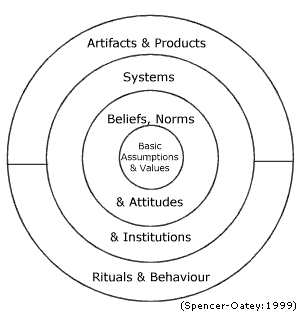 Artifacts & Products
Systems
Beliefs, Norms
Basic
Assumptions
& Values
& Attitudes
& Institutions
Rituals & Behaviour
(Spencer-Oatey:1999)